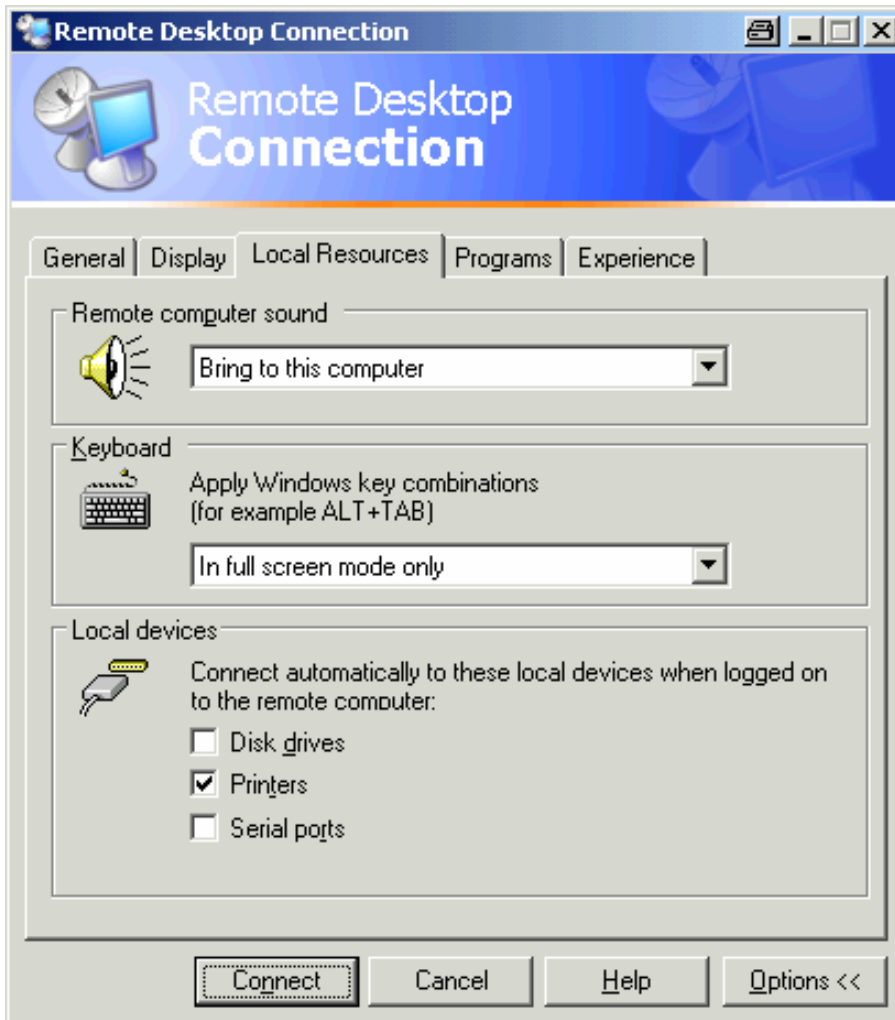 Remote Desktop Connection
Remote Desktop
Connection
General Display Local Resources Programs Experience
Remote computer sound
Bring to this computer
Keyboard
Apply Windows key combinations
(for example ALT+TAB)
In full screen mode only
Local devices
Connect automatically to these local devices when logged on
to the remote computer:
Disk drives
Printers
Serial ports
Connect Cancel Help Options <<